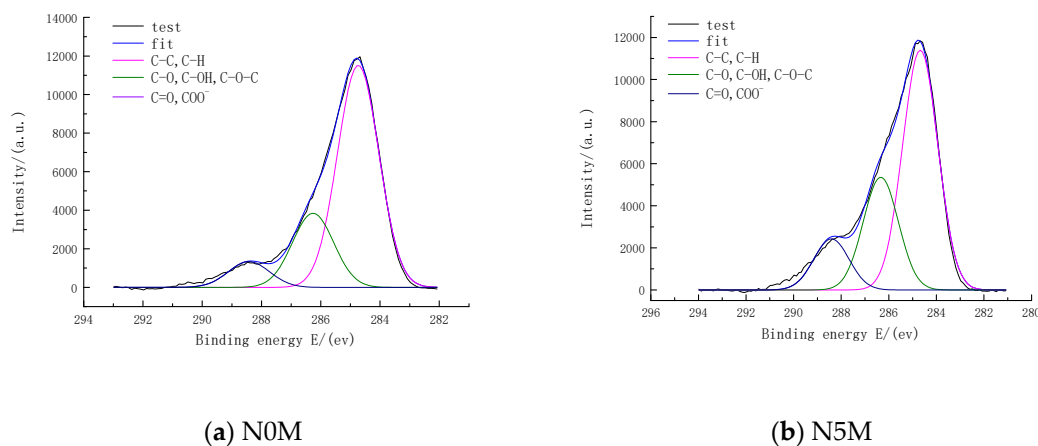 14000
12000
10000
8000
6000
4000
2000
0
Intensity/(a.u.)
test
fit
C-C,C-H
C-O,C-OH,C-O-C
C=O,COO⁻
294 292 290 288 286 284 282
Binding energy E/(ev)
(a) N0M
12000
10000
8000
6000
4000
2000
0
Intensity/(a.u.)
test
fit
C-C,C-H
C-O,C-OH,C-O-C
C=O,COO⁻
296 294 292 290 288 286 284 282 280
Binding energy E/(ev)
(b) N5M